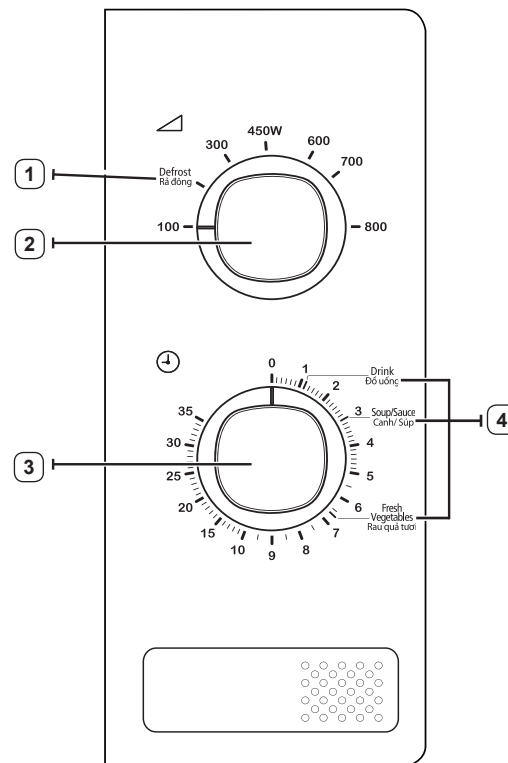 450W
300
600
700
Defrost
Rã đông
1
100
800
2
0
1
Drink
Đồ uống
2
35
3
Soup/Sauce
Canh/ Súp
4
30
4
3
25
5
20
6
Fresh
Vegetables
Rau quả tươi
15
7
10
8
9